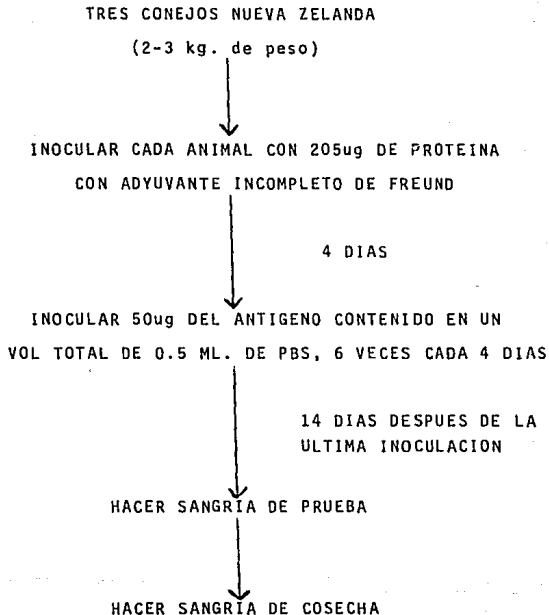 TRES CONEJOS NUEVA ZELANDA
(2-3 kg. de peso)
INOCULAR CADA ANIMAL CON 205ug DE PROTEINA
CON ADYUVANTE INCOMPLETO DE FREUND
4 DIAS
INOCULAR 50ug DEL ANTIGENO CONTENIDO EN UN
VOL TOTAL DE 0.5 ML. DE PBS, 6 VECES CADA 4 DIAS
14 DIAS DESPUES DE LA
ULTIMA INOCULACION
HACER SANGRIA DE PRUEBA
HACER SANGRIA DE COSECHA